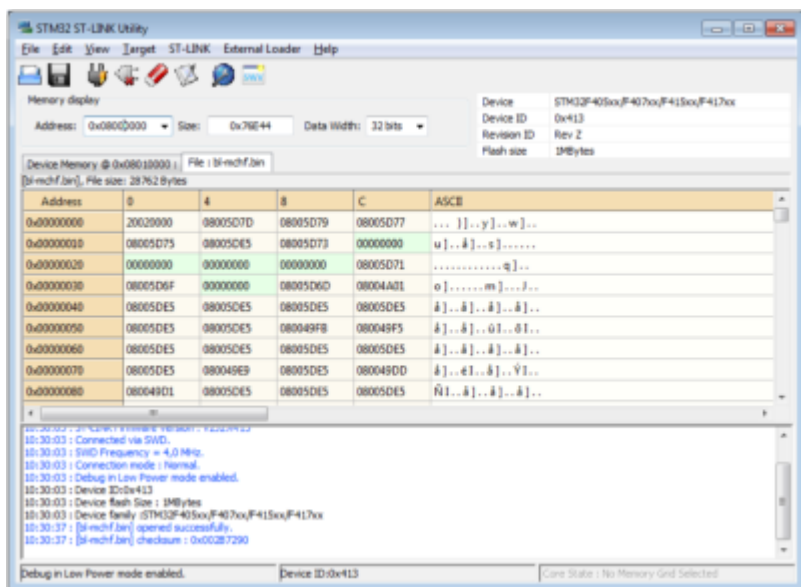 STM32 ST-LINK Utility
File Edit View Target ST-LINK External Loader Help
Memory display
Address: 0x08000000 Size: 0x76E44 Data Width: 32 bits
Device STM32F405xx/F407xx/F415xx/F417xx
Device ID 0x413
Revision ID Rev Z
Flash size 1MBytes
Device Memory @ 0x08010000 : File : bl-mchf.bin
[bl-mchf.bin], File size: 28762 Bytes
Address 0 4 8 C ASCII
0x00000000 20020000 08005D7D 08005D79 08005D77 ... }]..y]..w]..
0x00000010 08005D75 08005DE5 08005D73 00000000 u]..å]..s]......
0x00000020 00000000 00000000 00000000 08005D71 ............q]..
0x00000030 08005D6F 00000000 08005D6D 08004A01 o]......m]...J..
0x00000040 08005DE5 08005DE5 08005DE5 08005DE5 å]..å]..å]..å]..
0x00000050 08005DE5 08005DE5 080049FB 080049F5 å]..å]..ûI..õI..
0x00000060 08005DE5 08005DE5 08005DE5 08005DE5 å]..å]..å]..å]..
0x00000070 08005DE5 080049E9 08005DE5 080049DD å]..éI..å]..ÝI..
0x00000080 080049D1 08005DE5 08005DE5 08005DE5 ÑI..å]..å]..å]..
10:30:03 : Connected via SWD.
10:30:03 : SWD Frequency = 4,0 MHz.
10:30:03 : Connection mode : Normal.
10:30:03 : Debug in Low Power mode enabled.
10:30:03 : Device ID:0x413
10:30:03 : Device flash Size : 1MBytes
10:30:03 : Device family :STM32F405xx/F407xx/F415xx/F417xx
10:30:37 : [bl-mchf.bin] opened successfully.
10:30:37 : [bl-mchf.bin] checksum : 0x002B7290
Debug in Low Power mode enabled. Device ID:0x413 Core State : No Memory Grid Selected